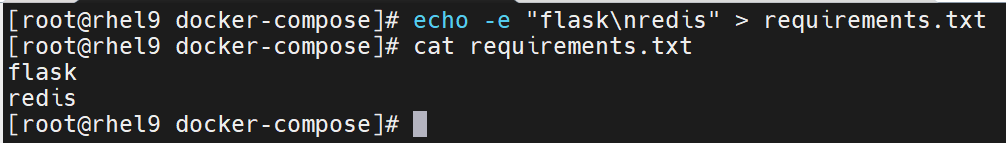 [root@rhel9 docker-compose]# echo -e "flask\nredis" > requirements.txt
[root@rhel9 docker-compose]# cat requirements.txt
flask
redis
[root@rhel9 docker-compose]#